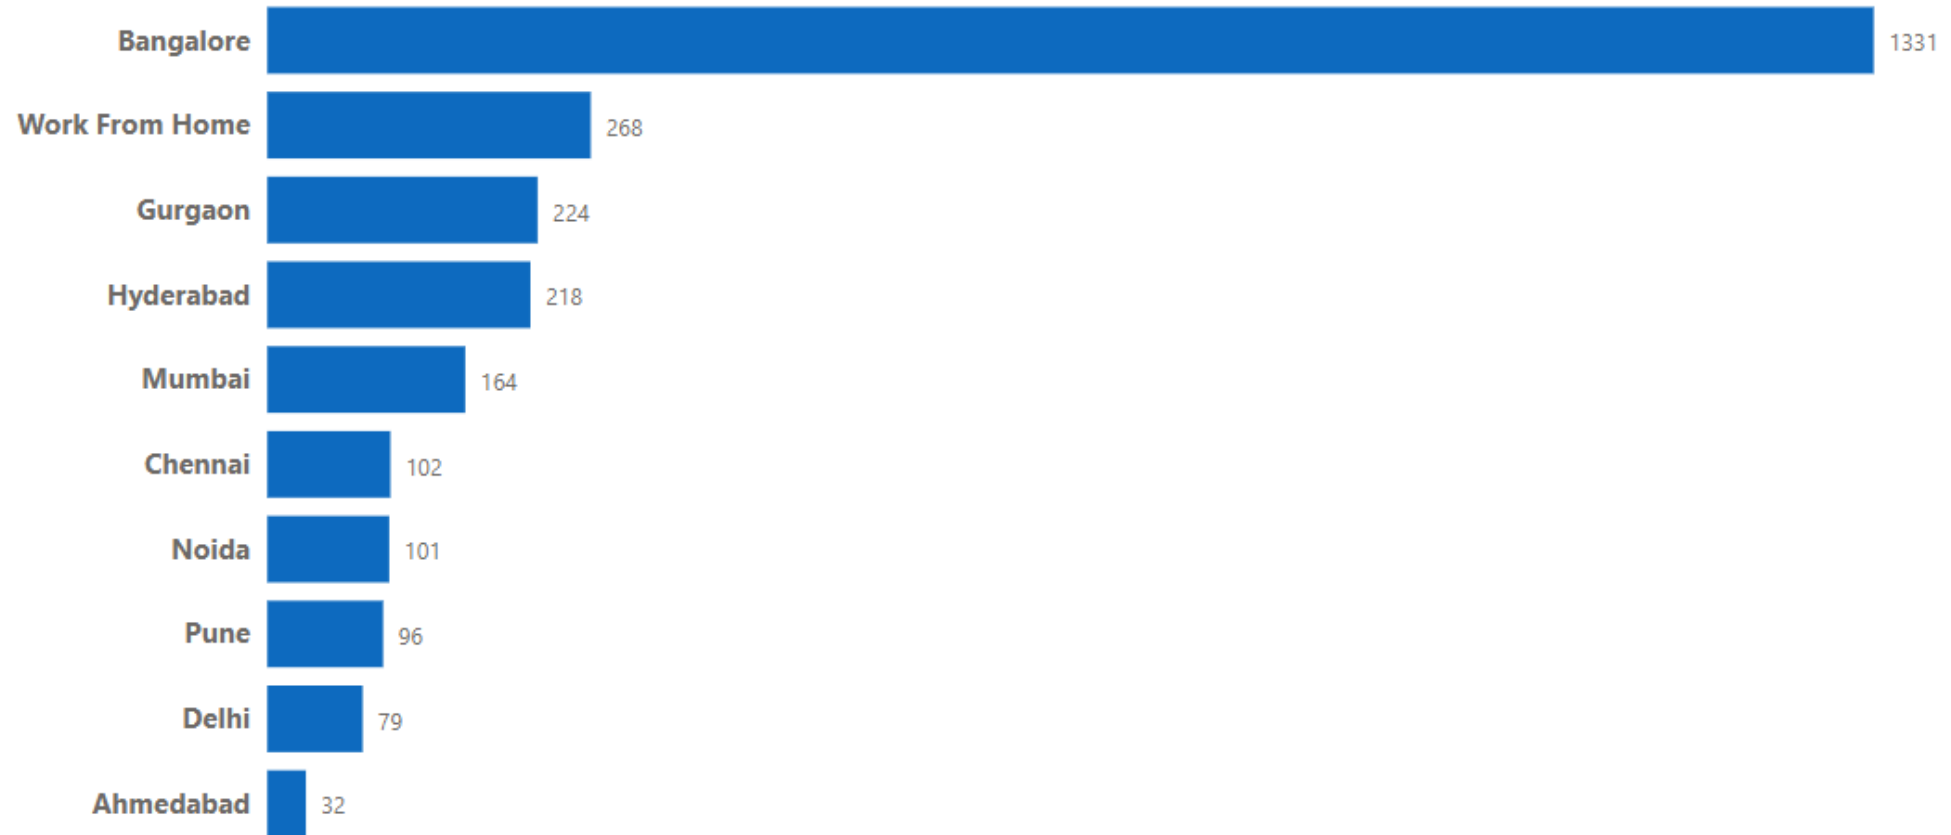 Bangalore 1331
Work From Home 268
Gurgaon 224
Hyderabad 218
Mumbai 164
Chennai 102
Noida 101
Pune 96
Delhi 79
Ahmedabad 32